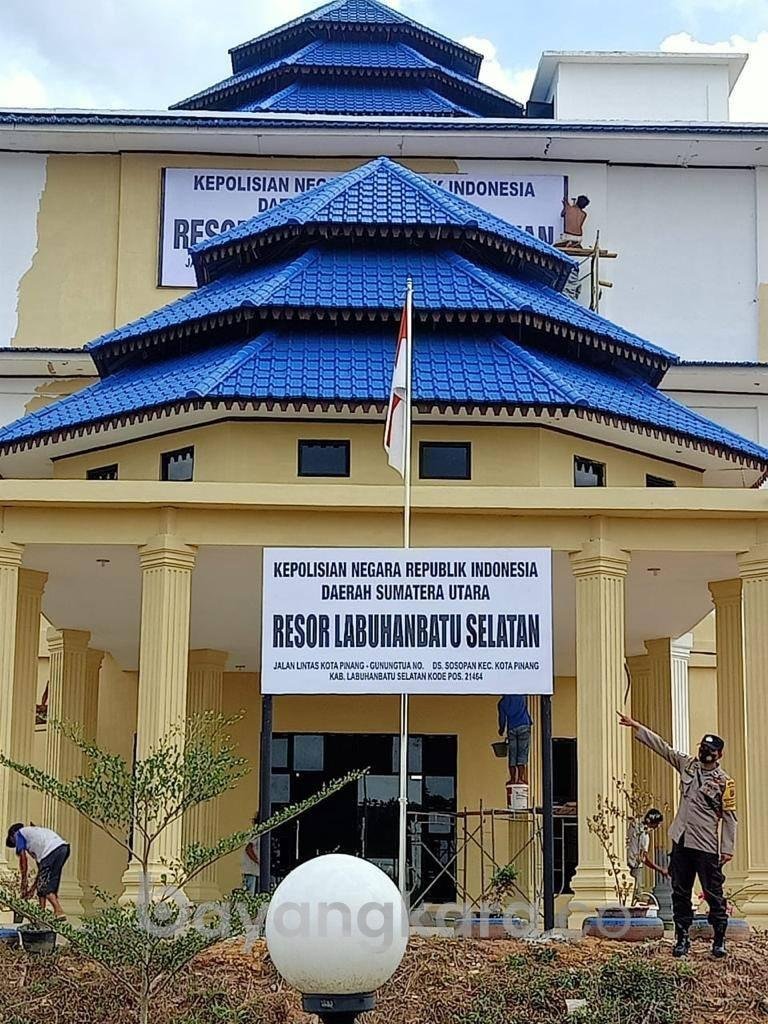 KEPOLISIAN NEGARA REPUBLIK INDONESIA
DAERAH SUMATERA UTARA
RESOR LABUHANBATU SELATAN
JALAN LINTAS KOTA PINANG - GUNUNGTUA NO. DS. SOSOPAN KEC. KOTA PINANG
KAB. LABUHANBATU SELATAN KODE POS. 21464
KEPOLISIAN INDONESIA
Bayangkara.co